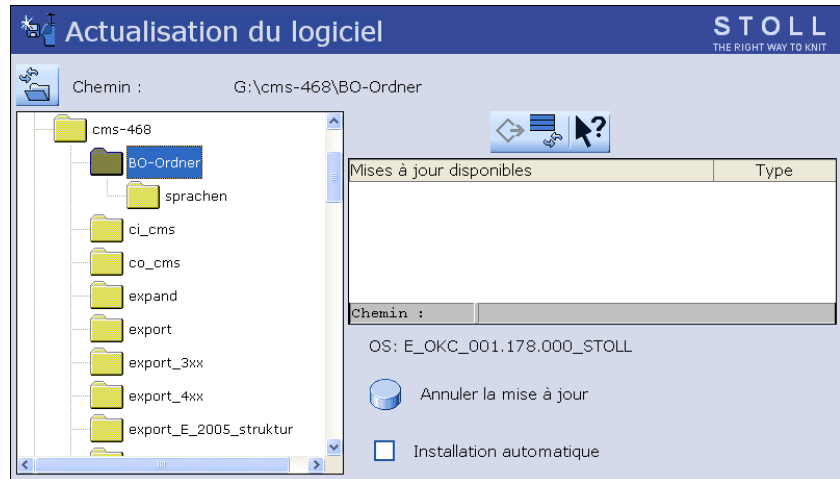 Actualisation du logiciel
STOLL
THE RIGHT WAY TO KNIT
Chemin : G:\cms-468\BO-Ordner
cms-468
BO-Ordner
sprachen
ci_cms
co_cms
expand
export
export_3xx
export_4xx
export_E_2005_struktur
?
Mises à jour disponibles Type
Chemin :
OS: E_OKC_001.178.000_STOLL
Annuler la mise à jour
Installation automatique